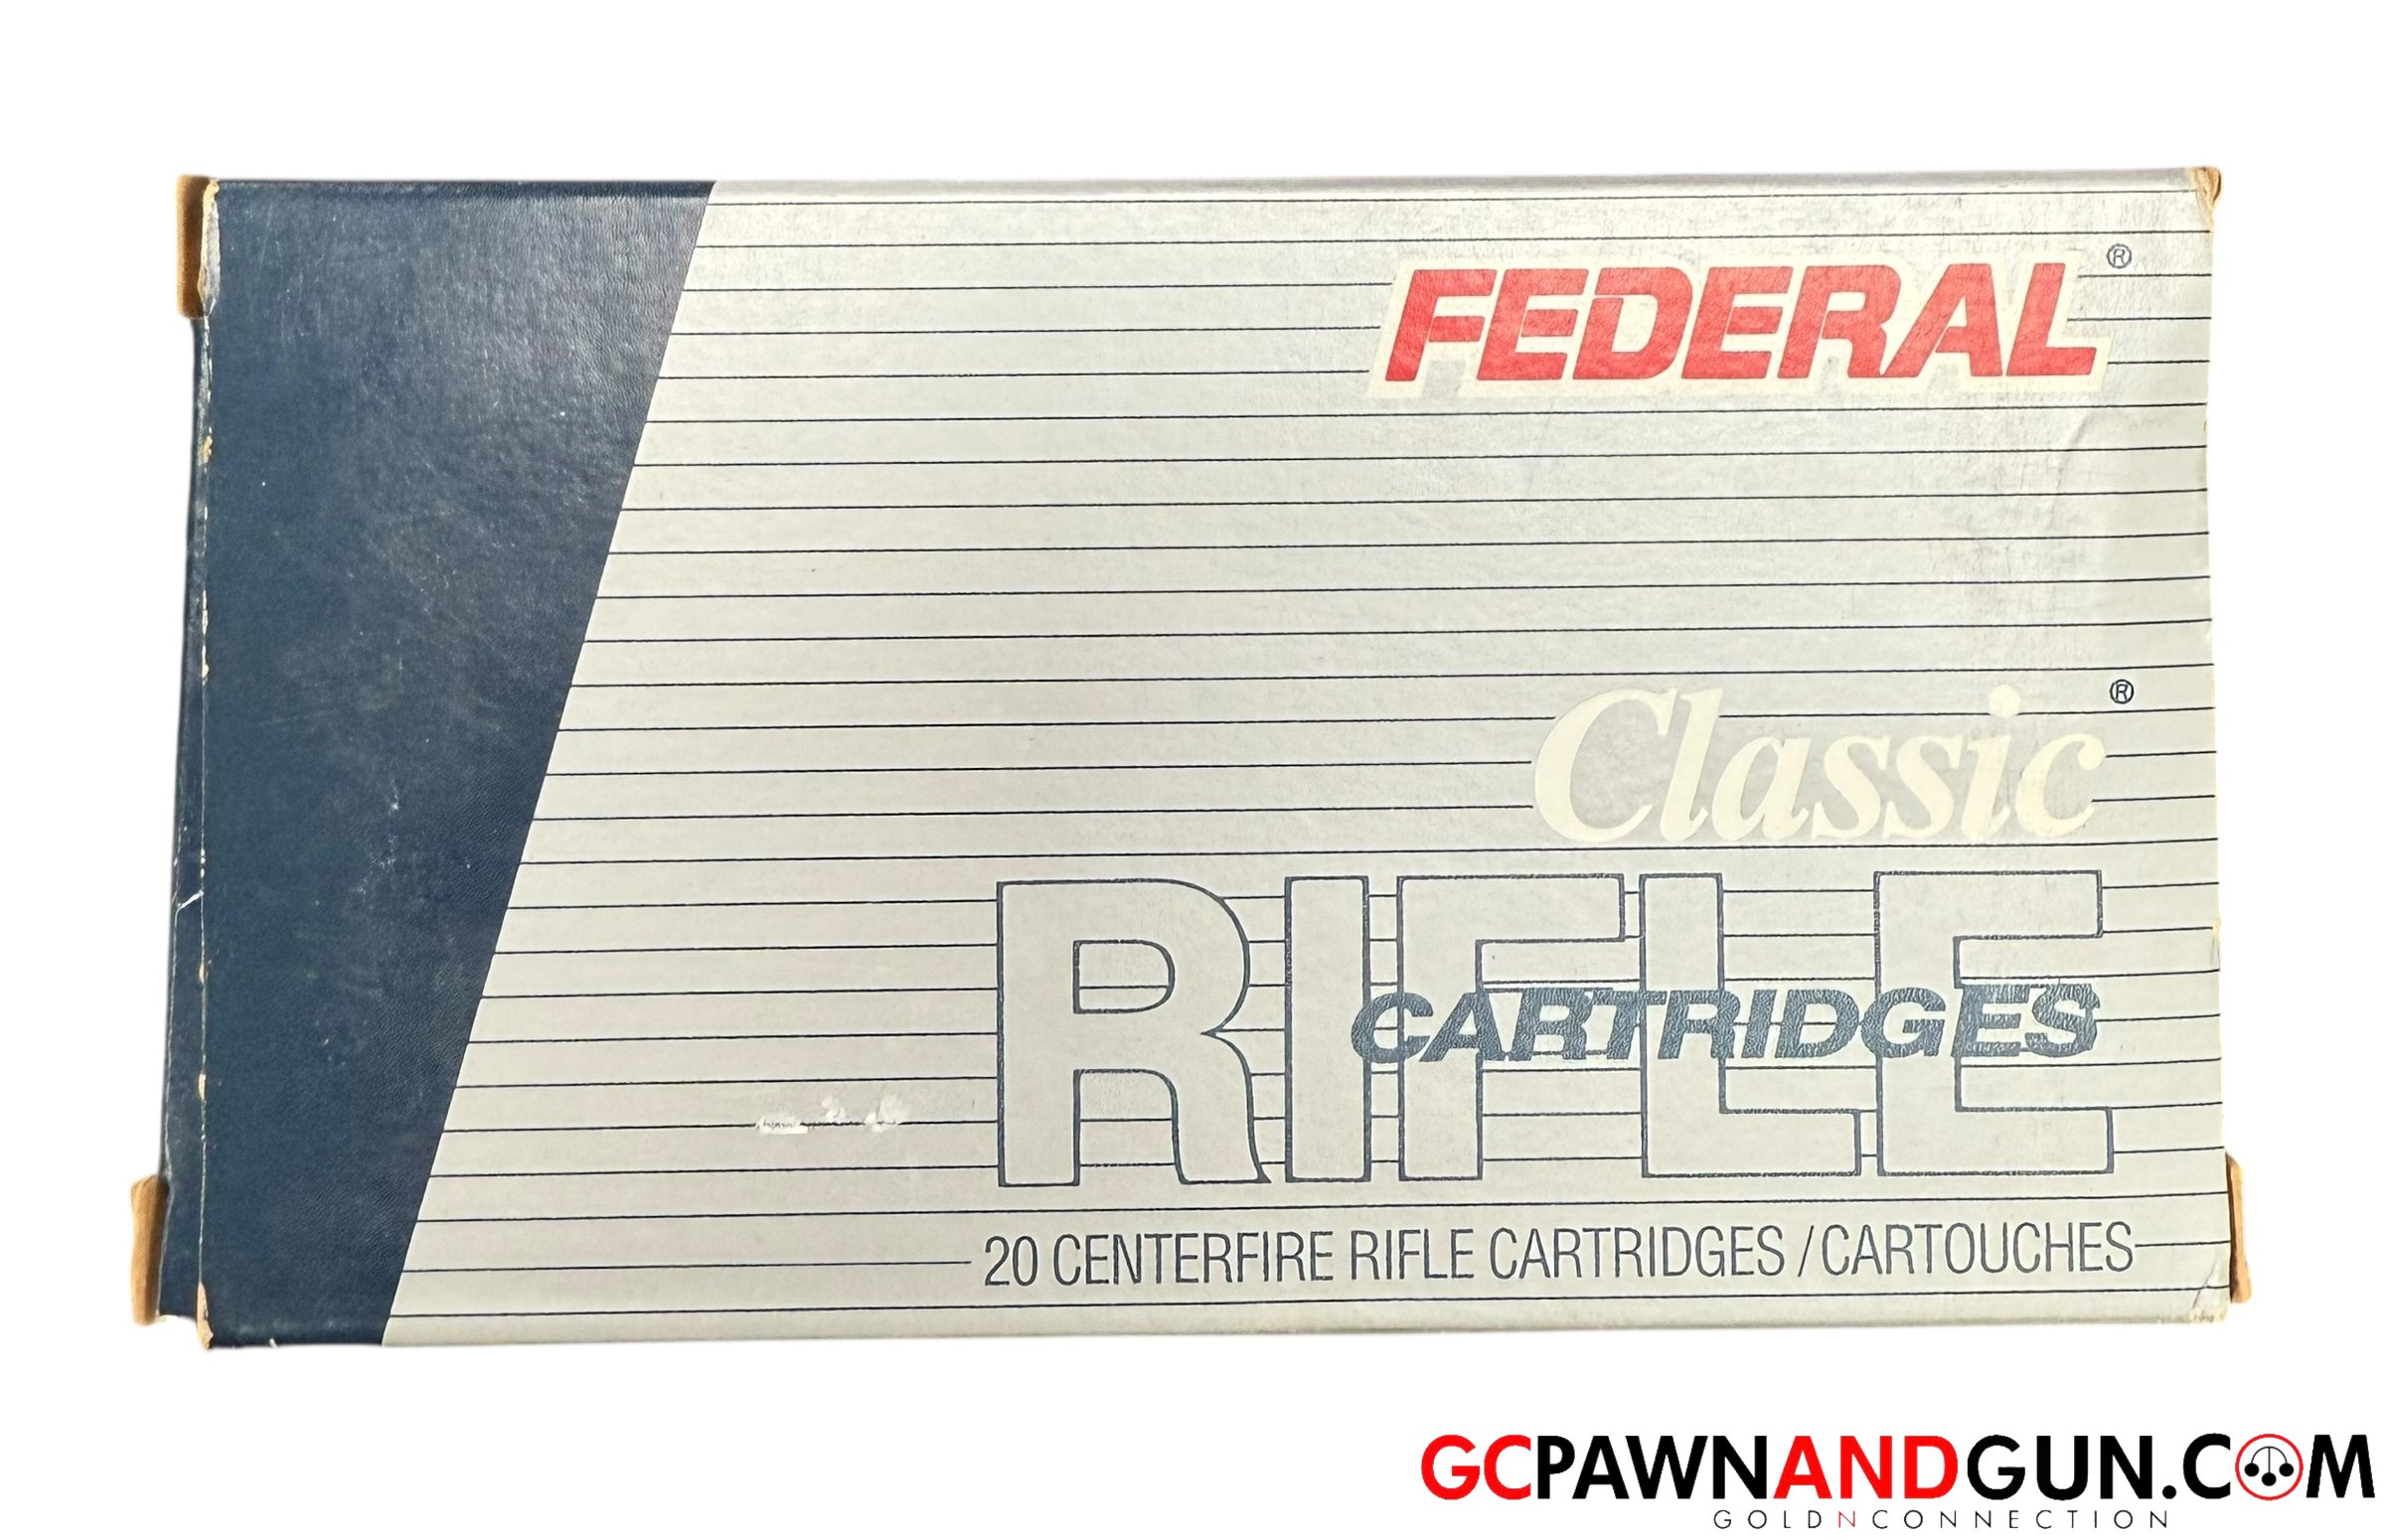 FEDERAL®
Classic®
RIFLE
CARTRIDGES
20 CENTERFIRE RIFLE CARTRIDGES / CARTOUCHES
GCPAWNANDGUN.COM
GOLDNCONNECTION